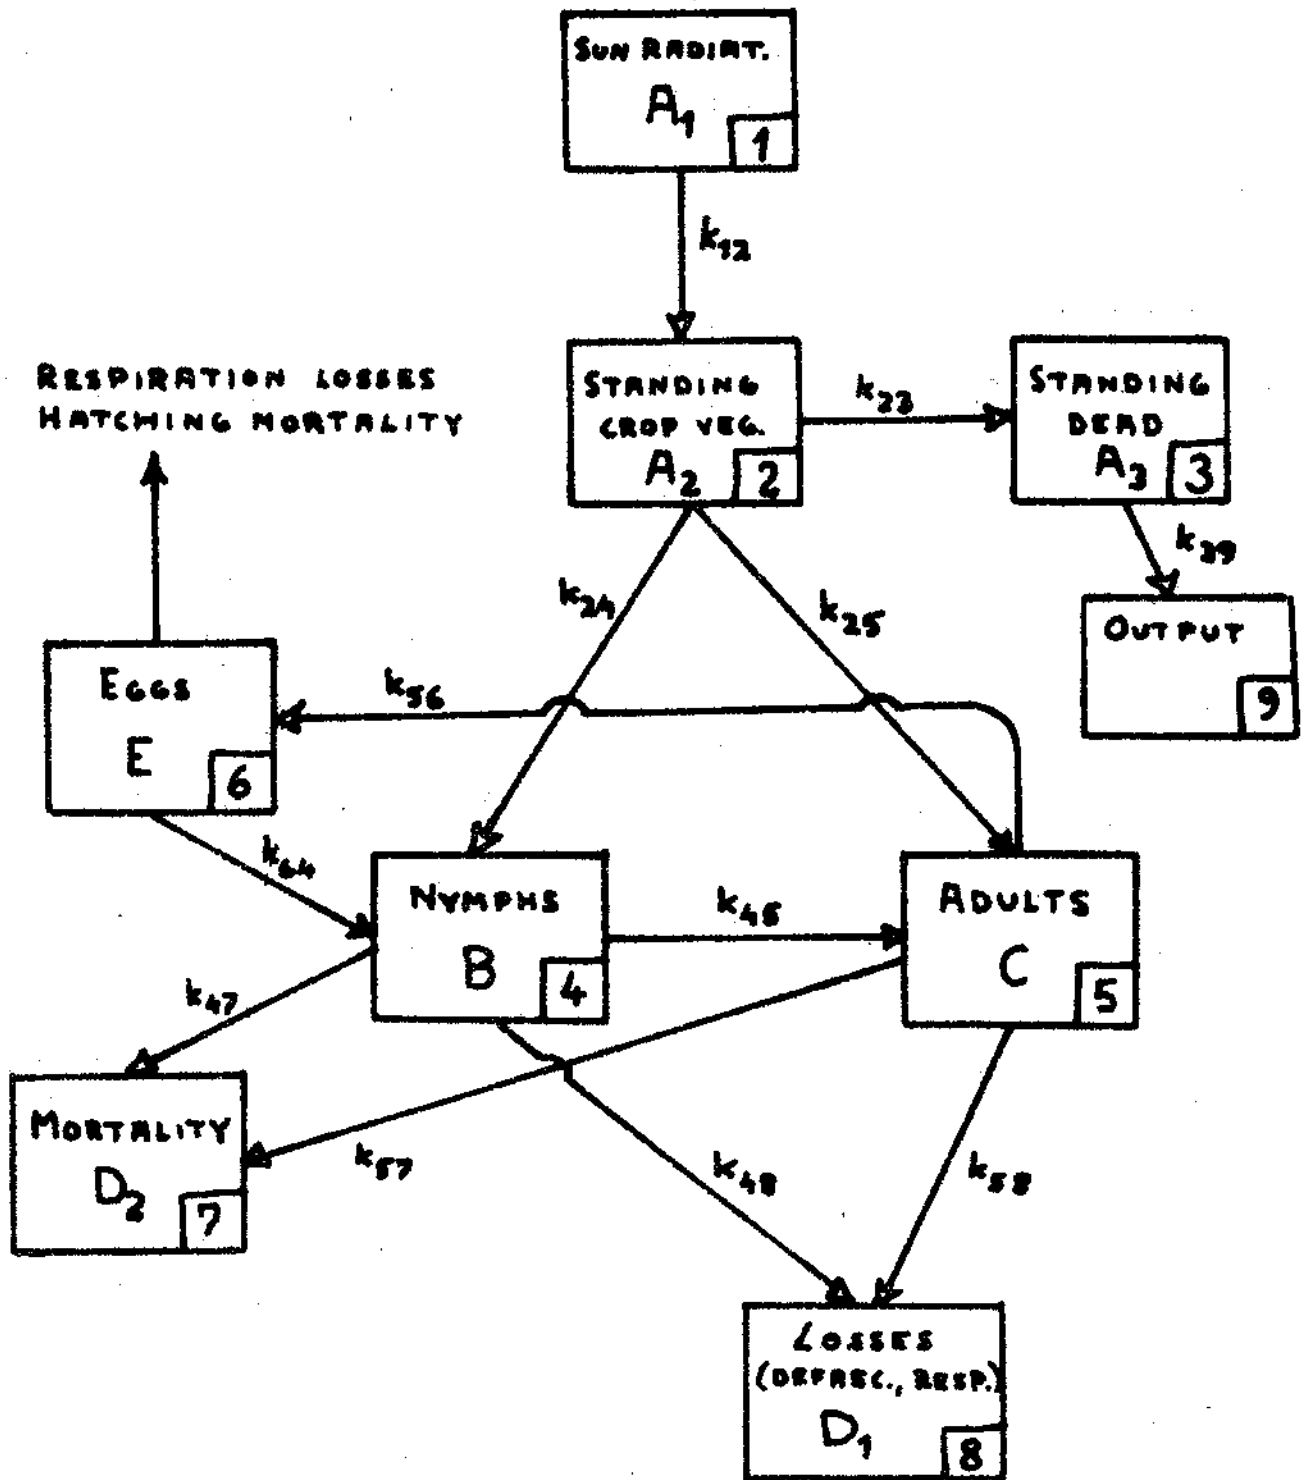 SUN RADIAT.
A₁
1
k₁₂
STANDING
CROP VEG.
A₂
2
k₂₃
STANDING
DEAD
A₃
3
k₃₉
OUTPUT
9
RESPIRATION LOSSES
HATCHING MORTALITY
k₂₄
k₂₅
EGGS
E
6
k₅₆
k₆₄
NYMPHS
B
4
k₄₅
ADULTS
C
5
k₄₇
MORTALITY
D₂
7
k₅₇
k₄₈
k₅₈
LOSSES
(DEFAEC., RESP.)
D₁
8